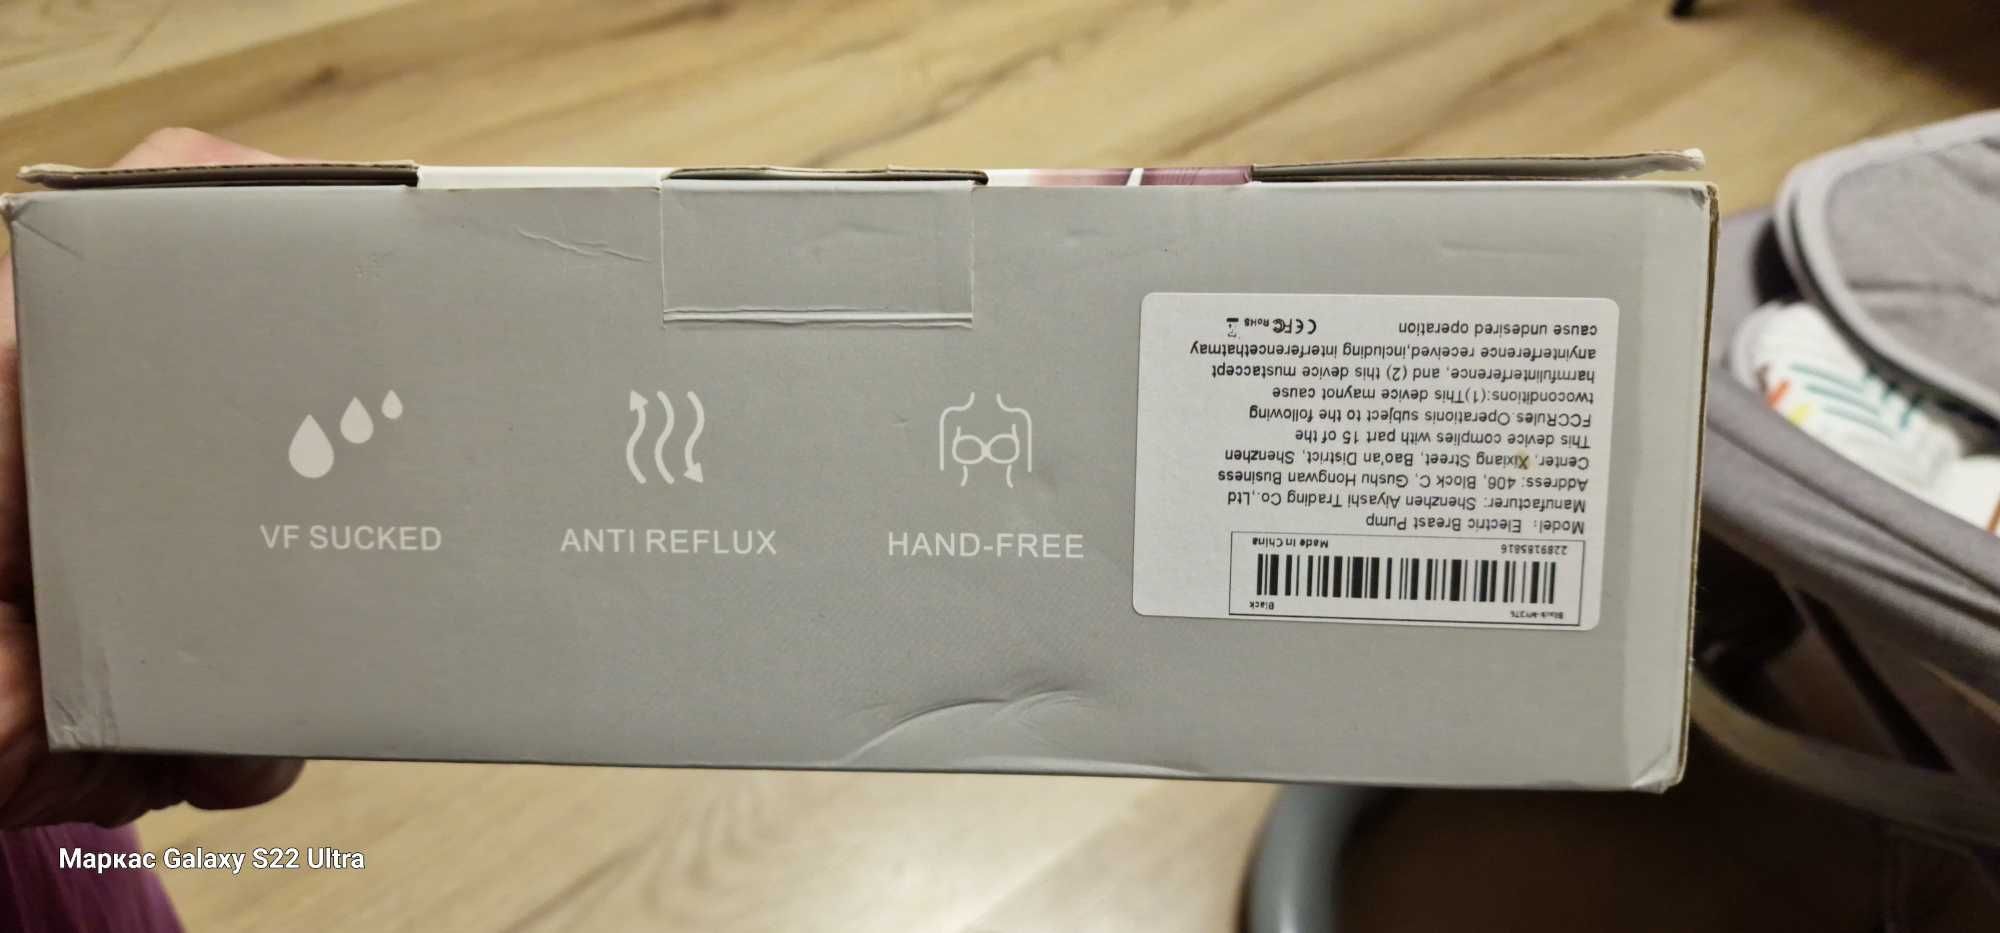 VF SUCKED
ANTI REFLUX
HAND-FREE
Black
2289185816
Made in China
Model: Electric Breast Pump
Manufacturer: Shenzhen Aiyashi Trading Co.,Ltd
Address: 406, Block C, Gushu Hongwan Business
Center, Xixiang Street, Bao'an District, Shenzhen
This device complies with part 15 of the
FCCRules.Operationis subject to the following
twoconditions:(1)This device maynot cause
harmfulinterference, and (2) this device mustaccept
anyinterference received,including interferencethatmay
cause undesired operation
CE FC RoHS
Маркас Galaxy S22 Ultra